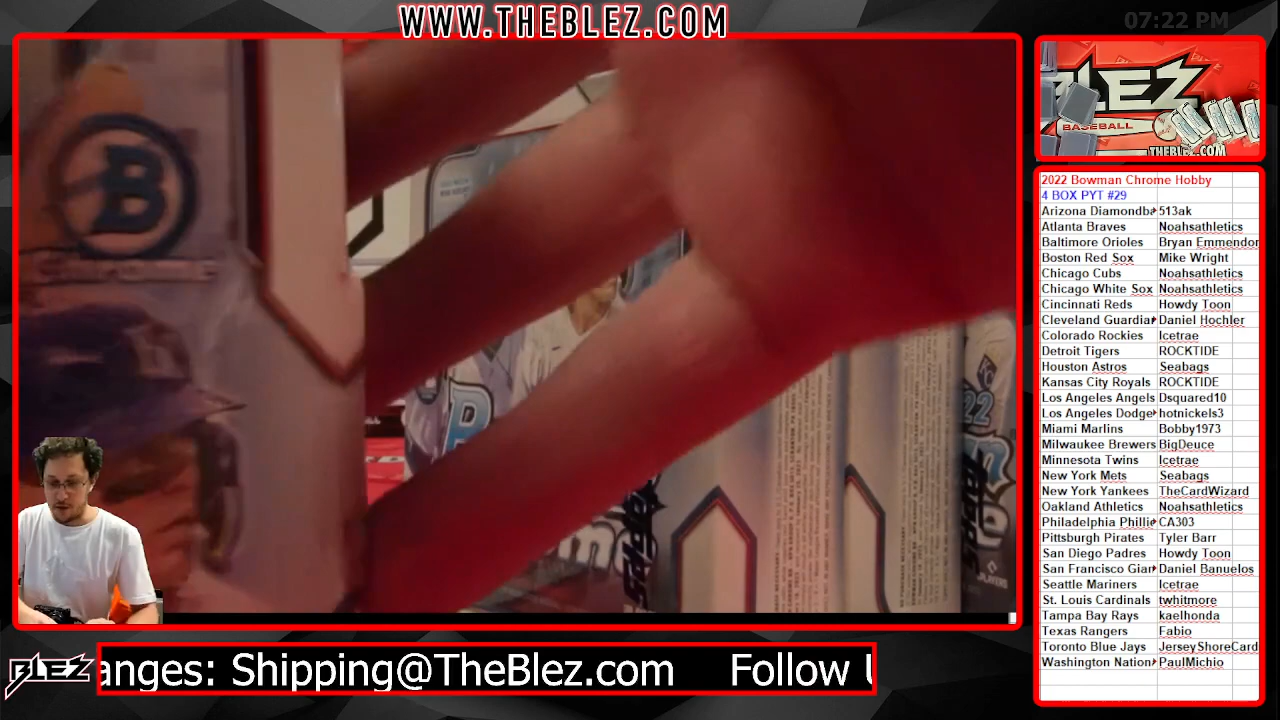 WWW.THEBLEZ.COM
07:22 PM
BLEZ
BASEBALL
THEBLEZ.COM
2022 Bowman Chrome Hobby
4 BOX PYT #29
Arizona Diamondba 513ak
Atlanta Braves Noahsathletics
Baltimore Orioles Bryan Emmendor
Boston Red Sox Mike Wright
Chicago Cubs Noahsathletics
Chicago White Sox Noahsathletics
Cincinnati Reds Howdy Toon
Cleveland Guardia Daniel Hochler
Colorado Rockies Icetrae
Detroit Tigers ROCKTIDE
Houston Astros Seabags
Kansas City Royals ROCKTIDE
Los Angeles Angels Dsquared10
Los Angeles Dodge hotnickels3
Miami Marlins Bobby1973
Milwaukee Brewers BigDeuce
Minnesota Twins Icetrae
New York Mets Seabags
New York Yankees TheCardWizard
Oakland Athletics Noahsathletics
Philadelphia Phillie CA303
Pittsburgh Pirates Tyler Barr
San Diego Padres Howdy Toon
San Francisco Gian Daniel Banuelos
Seattle Mariners Icetrae
St. Louis Cardinals twhitmore
Tampa Bay Rays kaelhonda
Texas Rangers Fabio
Toronto Blue Jays JerseyShoreCard
Washington Nation PaulMichio
B
22
KC
BLEZ
anges: Shipping@TheBlez.com Follow U